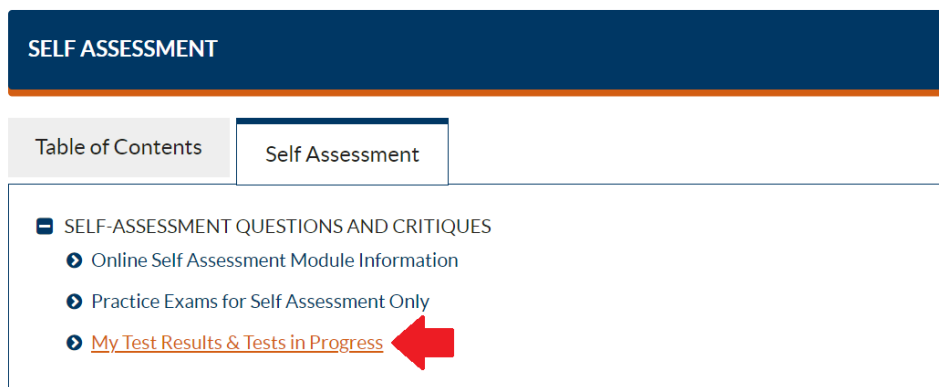 SELF ASSESSMENT
Table of Contents
Self Assessment
SELF-ASSESSMENT QUESTIONS AND CRITIQUES
Online Self Assessment Module Information
Practice Exams for Self Assessment Only
My Test Results & Tests in Progress